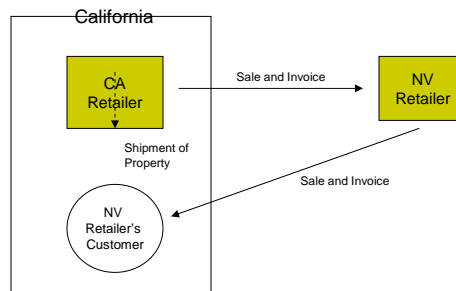 California
CA
Retailer
Sale and Invoice
NV
Retailer
Shipment of
Property
Sale and Invoice
NV
Retailer's
Customer